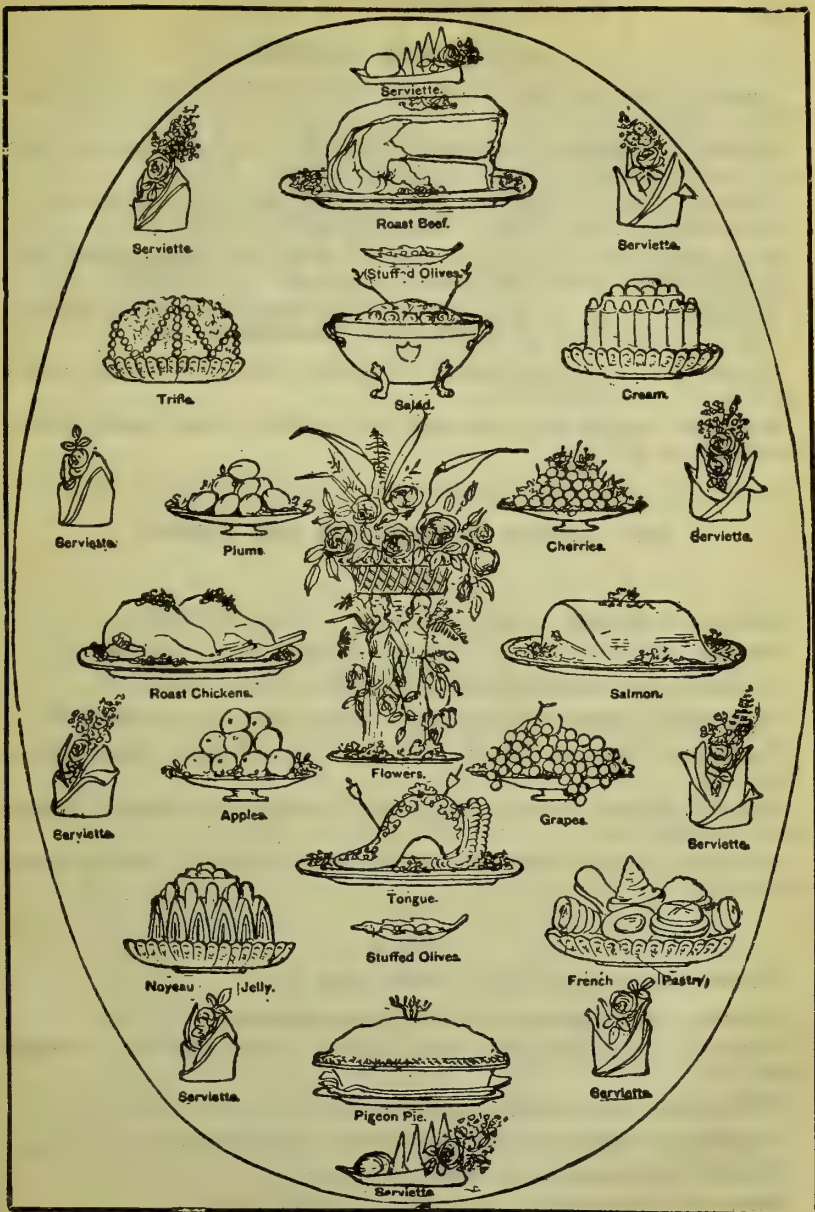 Serviette.
Roast Beef.
Serviette.
Serviette.
Stuffed Olives.
Trifle.
Salad.
Cream.
Serviette.
Plums.
Cherries.
Serviette.
Roast Chickens.
Salmon.
Serviette.
Apples.
Flowers.
Grapes.
Serviette.
Tongue.
Stuffed Olives.
Noyeau Jelly.
French Pastry
Serviette.
Serviette.
Pigeon Pie.
Serviette